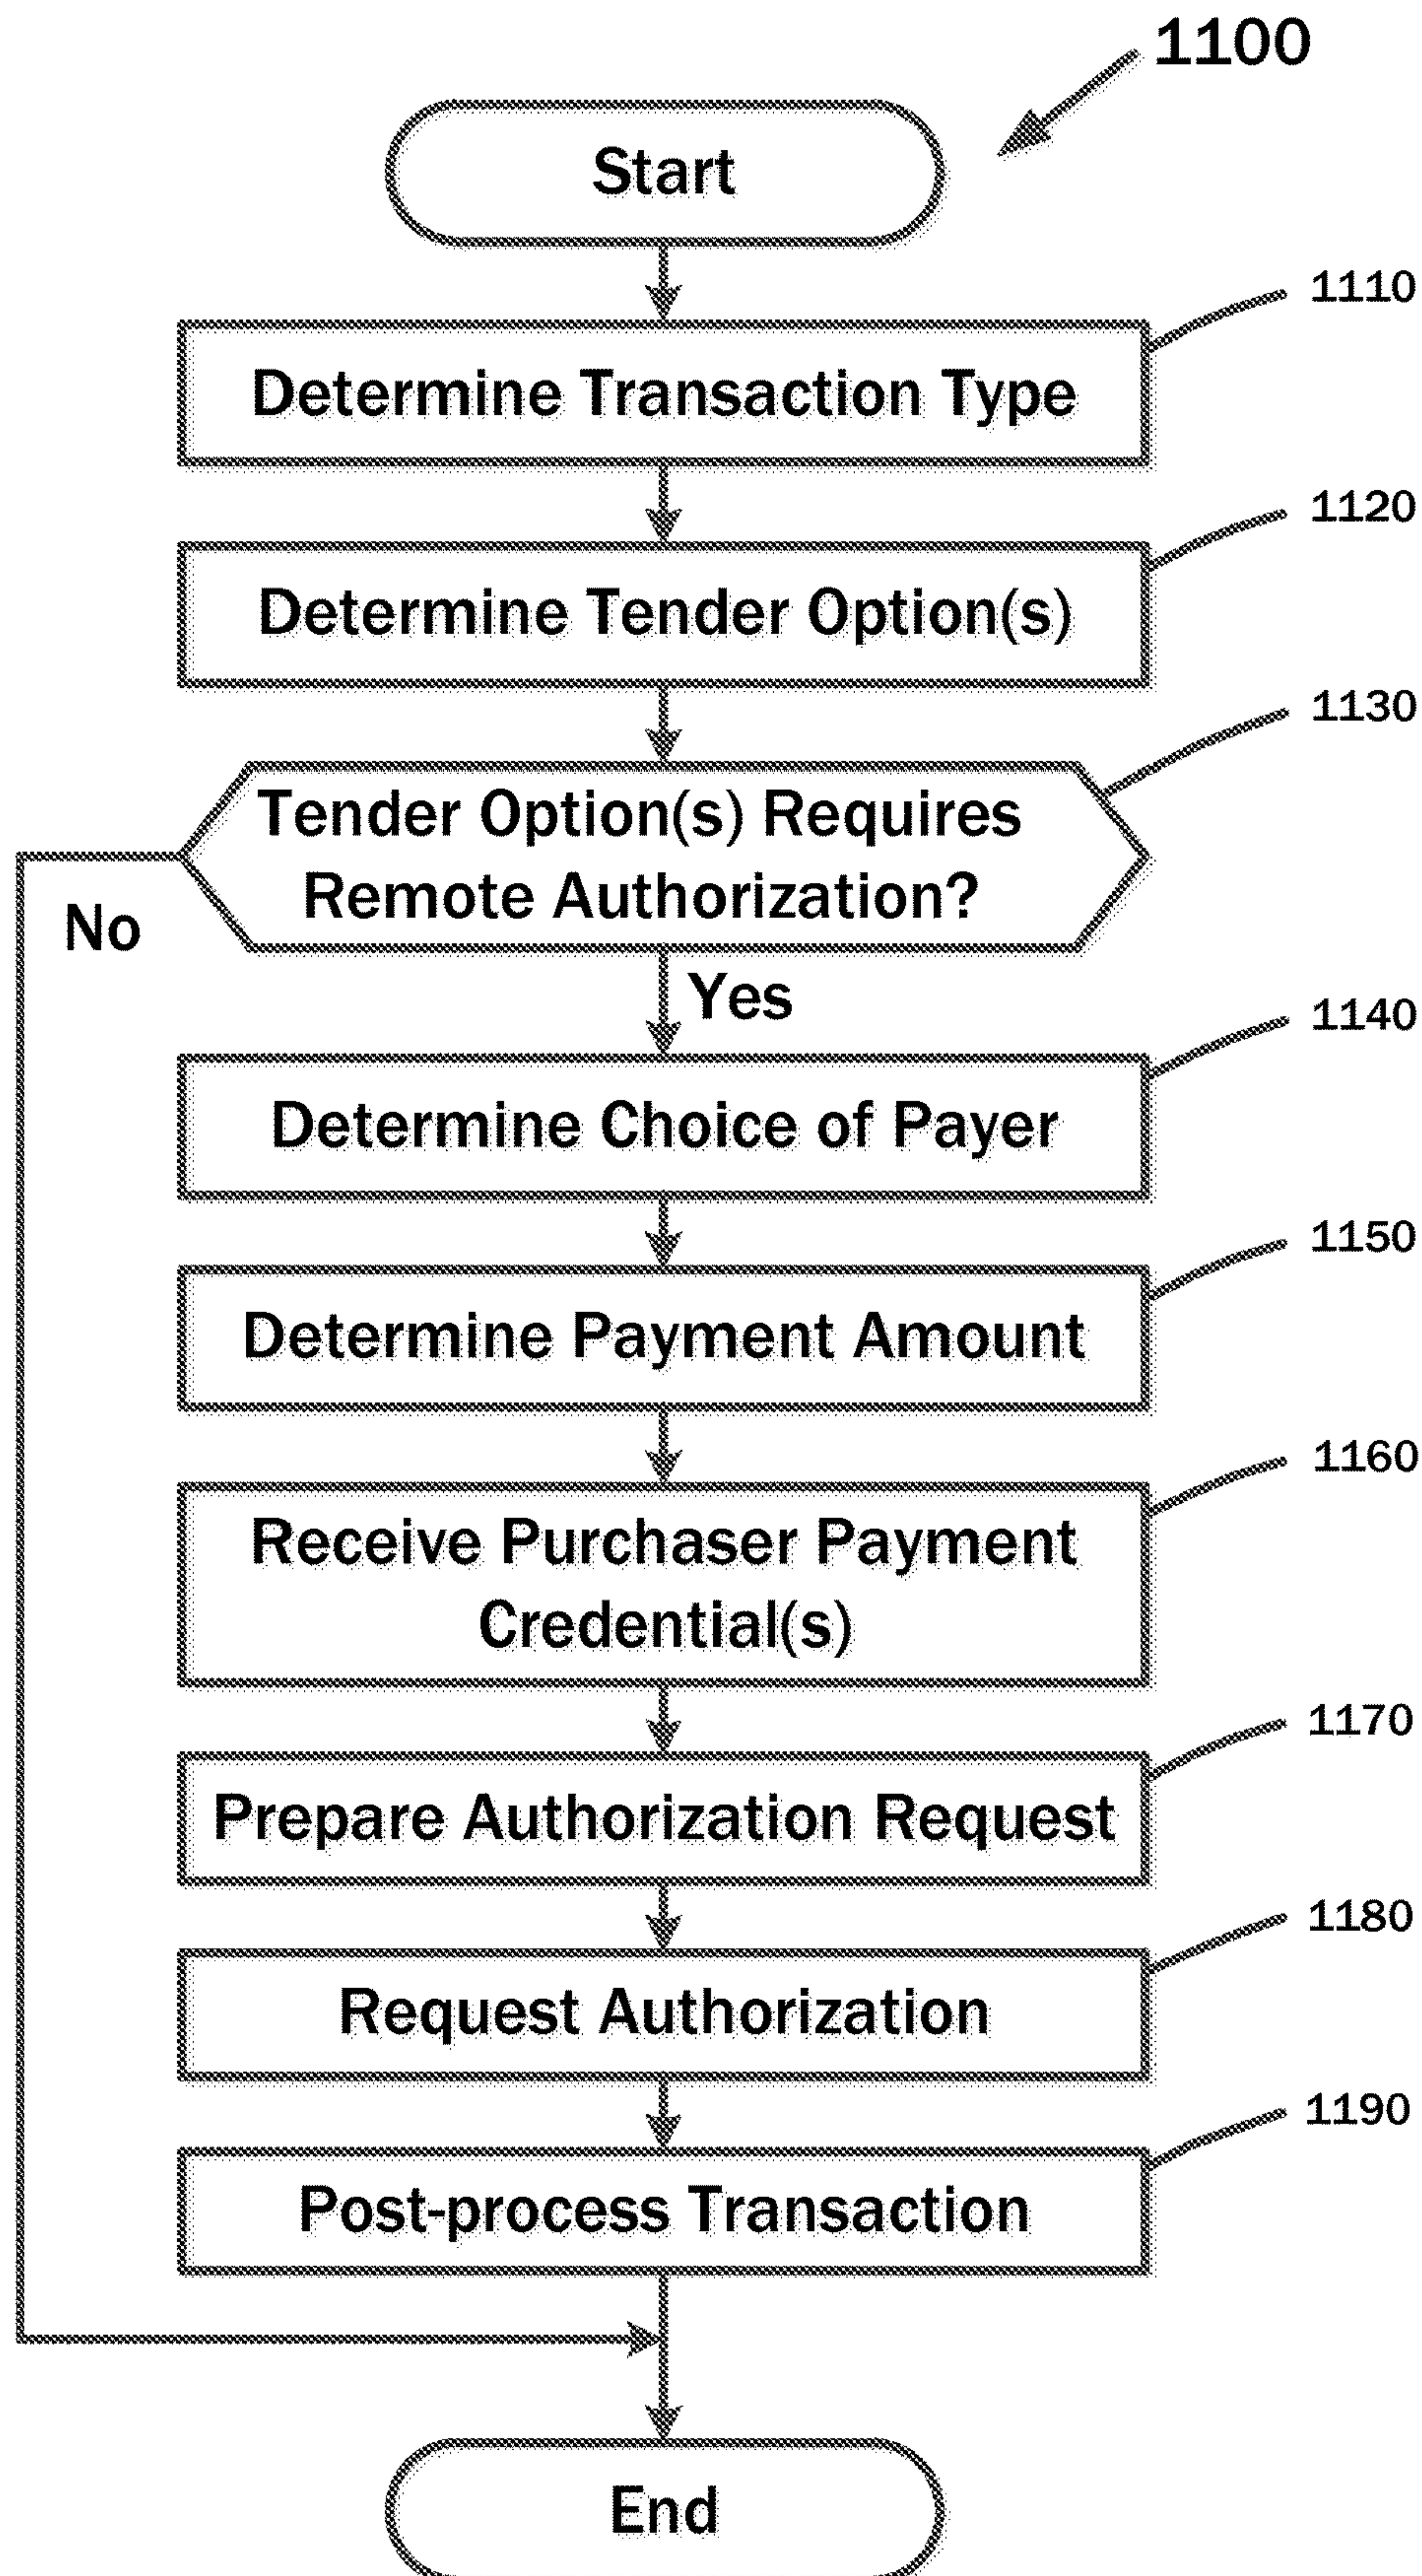 1100
Start
1110
Determine Transaction Type
1120
Determine Tender Option(s)
1130
Tender Option(s) Requires
Remote Authorization?
No
Yes
1140
Determine Choice of Payer
1150
Determine Payment Amount
1160
Receive Purchaser Payment
Credential(s)
1170
Prepare Authorization Request
1180
Request Authorization
1190
Post-process Transaction
End